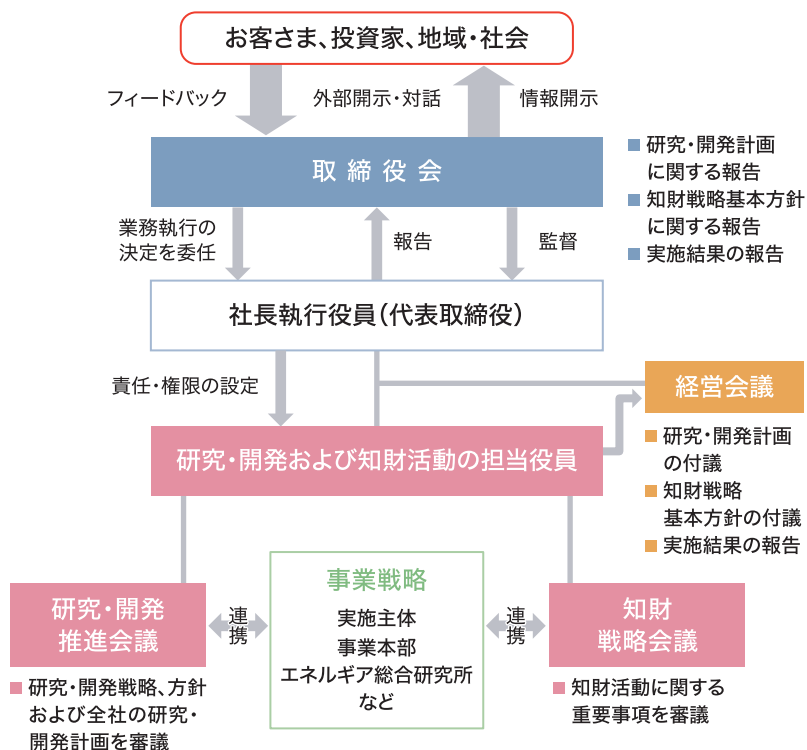 お客さま、投資家、地域・社会
フィードバック
外部開示・対話
情報開示
取締役会
■ 研究・開発計画
に関する報告
■ 知財戦略基本方針
に関する報告
■ 実施結果の報告
業務執行の
決定を委任
報告
監督
社長執行役員(代表取締役)
責任・権限の設定
経営会議
■ 研究・開発計画
の付議
■ 知財戦略
基本方針の付議
■ 実施結果の報告
研究・開発および知財活動の担当役員
研究・開発
推進会議
■ 研究・開発戦略、方針
および全社の研究・
開発計画を審議
連携
事業戦略
実施主体
事業本部
エネルギア総合研究所
など
連携
知財
戦略会議
■ 知財活動に関する
重要事項を審議